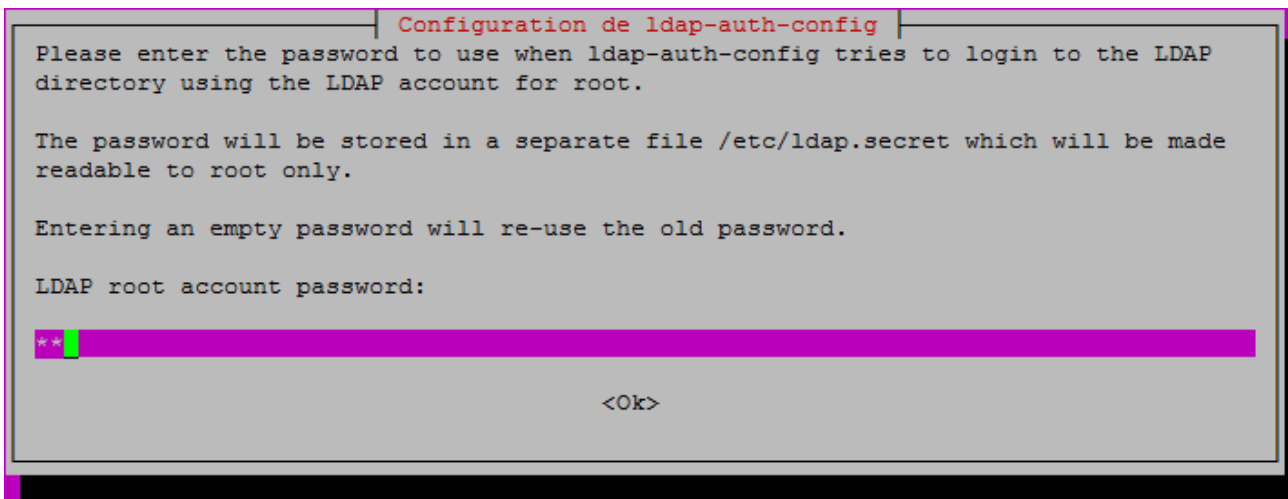 Configuration de ldap-auth-config
Please enter the password to use when ldap-auth-config tries to login to the LDAP
directory using the LDAP account for root.
The password will be stored in a separate file /etc/ldap.secret which will be made
readable to root only.
Entering an empty password will re-use the old password.
LDAP root account password:
**
<Ok>